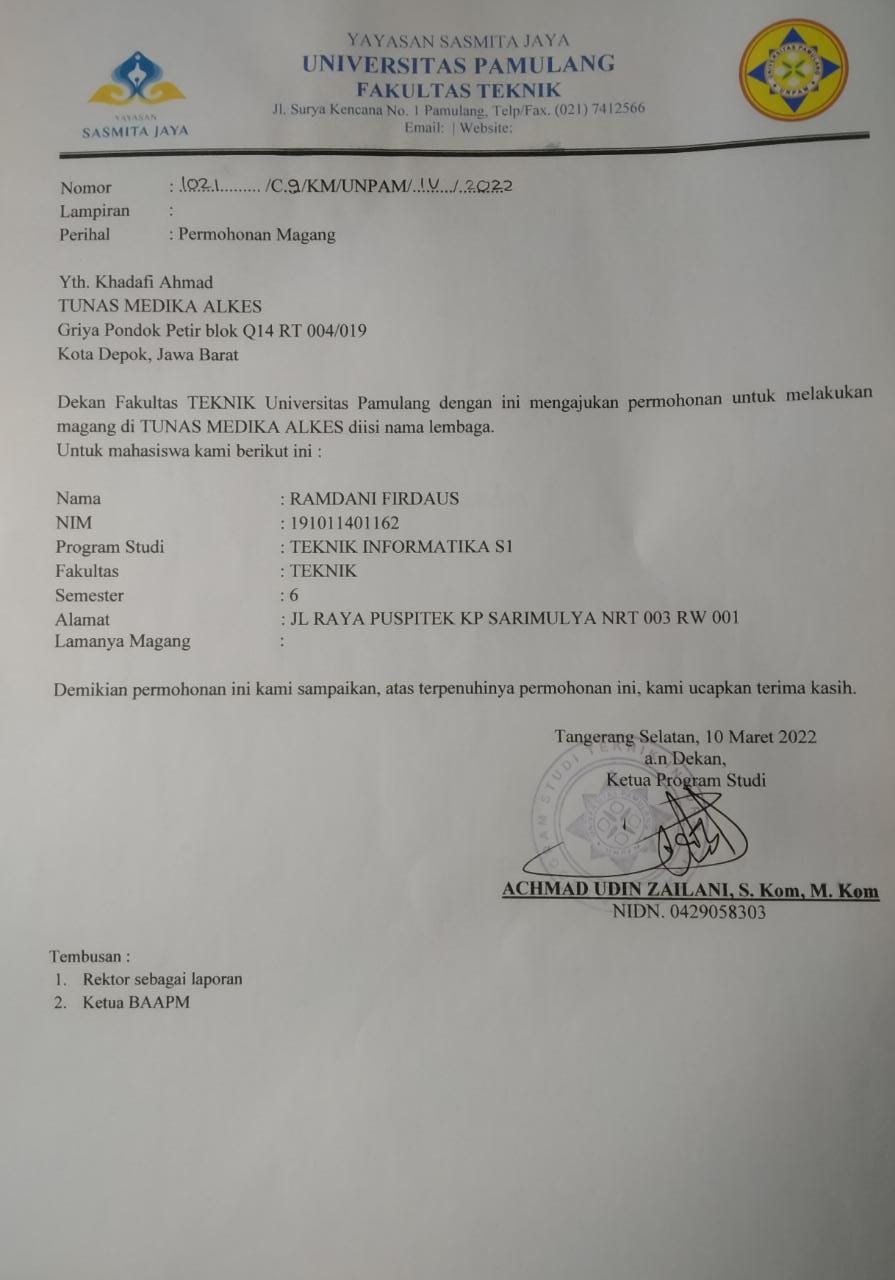 YAYASAN SASMITA JAYA
UNIVERSITAS PAMULANG
FAKULTAS TEKNIK
Jl. Surya Kencana No. 1 Pamulang, Telp/Fax. (021) 7412566
Email: | Website:
YAYASAN
SASMITA JAYA
UNIVERSITAS PAMULANG
UNPAM
Nomor : .1021......... /C.9/KM/UNPAM/..IV.../..2022
Lampiran :
Perihal : Permohonan Magang
Yth. Khadafi Ahmad
TUNAS MEDIKA ALKES
Griya Pondok Petir blok Q14 RT 004/019
Kota Depok, Jawa Barat
Dekan Fakultas TEKNIK Universitas Pamulang dengan ini mengajukan permohonan untuk melakukan
magang di TUNAS MEDIKA ALKES diisi nama lembaga.
Untuk mahasiswa kami berikut ini :
Nama : RAMDANI FIRDAUS
NIM : 191011401162
Program Studi : TEKNIK INFORMATIKA S1
Fakultas : TEKNIK
Semester : 6
Alamat : JL RAYA PUSPITEK KP SARIMULYA NRT 003 RW 001
Lamanya Magang :
Demikian permohonan ini kami sampaikan, atas terpenuhinya permohonan ini, kami ucapkan terima kasih.
Tangerang Selatan, 10 Maret 2022
a.n Dekan,
Ketua Program Studi
ACHMAD UDIN ZAILANI, S. Kom, M. Kom
NIDN. 0429058303
Tembusan :
1. Rektor sebagai laporan
2. Ketua BAAPM